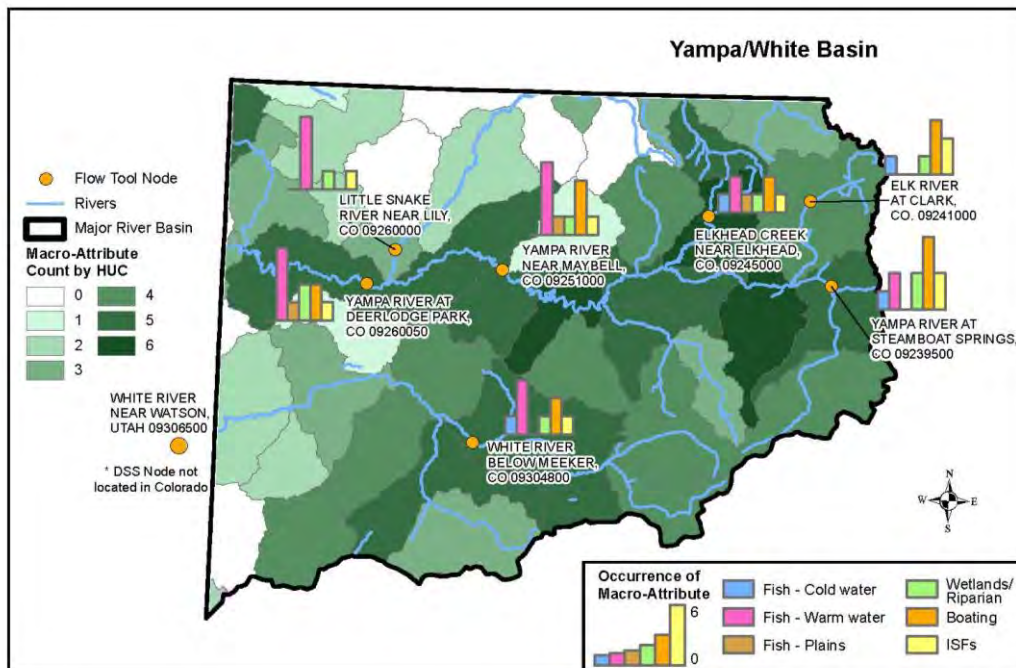 Yampa/White Basin
Flow Tool Node
Rivers
Major River Basin
Macro-Attribute
Count by HUC
0
4
1
5
2
6
3
LITTLE SNAKE
RIVER NEAR LILY,
CO 09260000
YAMPA RIVER
NEAR MAYBELL,
CO 09251000
ELKHEAD CREEK
NEAR ELKHEAD,
CO, 09245000
ELK RIVER
AT CLARK,
CO. 09241000
YAMPA RIVER AT
DEERLODGE PARK,
CO 09260050
YAMPA RIVER AT
STEAMBOAT SPRINGS,
CO 09239500
WHITE RIVER
NEAR WATSON,
UTAH 09306500
* DSS Node not
located in Colorado
WHITE RIVER
BELOW MEEKER,
CO 09304800
N
W
E
S
Occurrence of
Macro-Attribute
6
0
Fish - Cold water
Fish - Warm water
Fish - Plains
Wetlands/
Riparian
Boating
ISFs